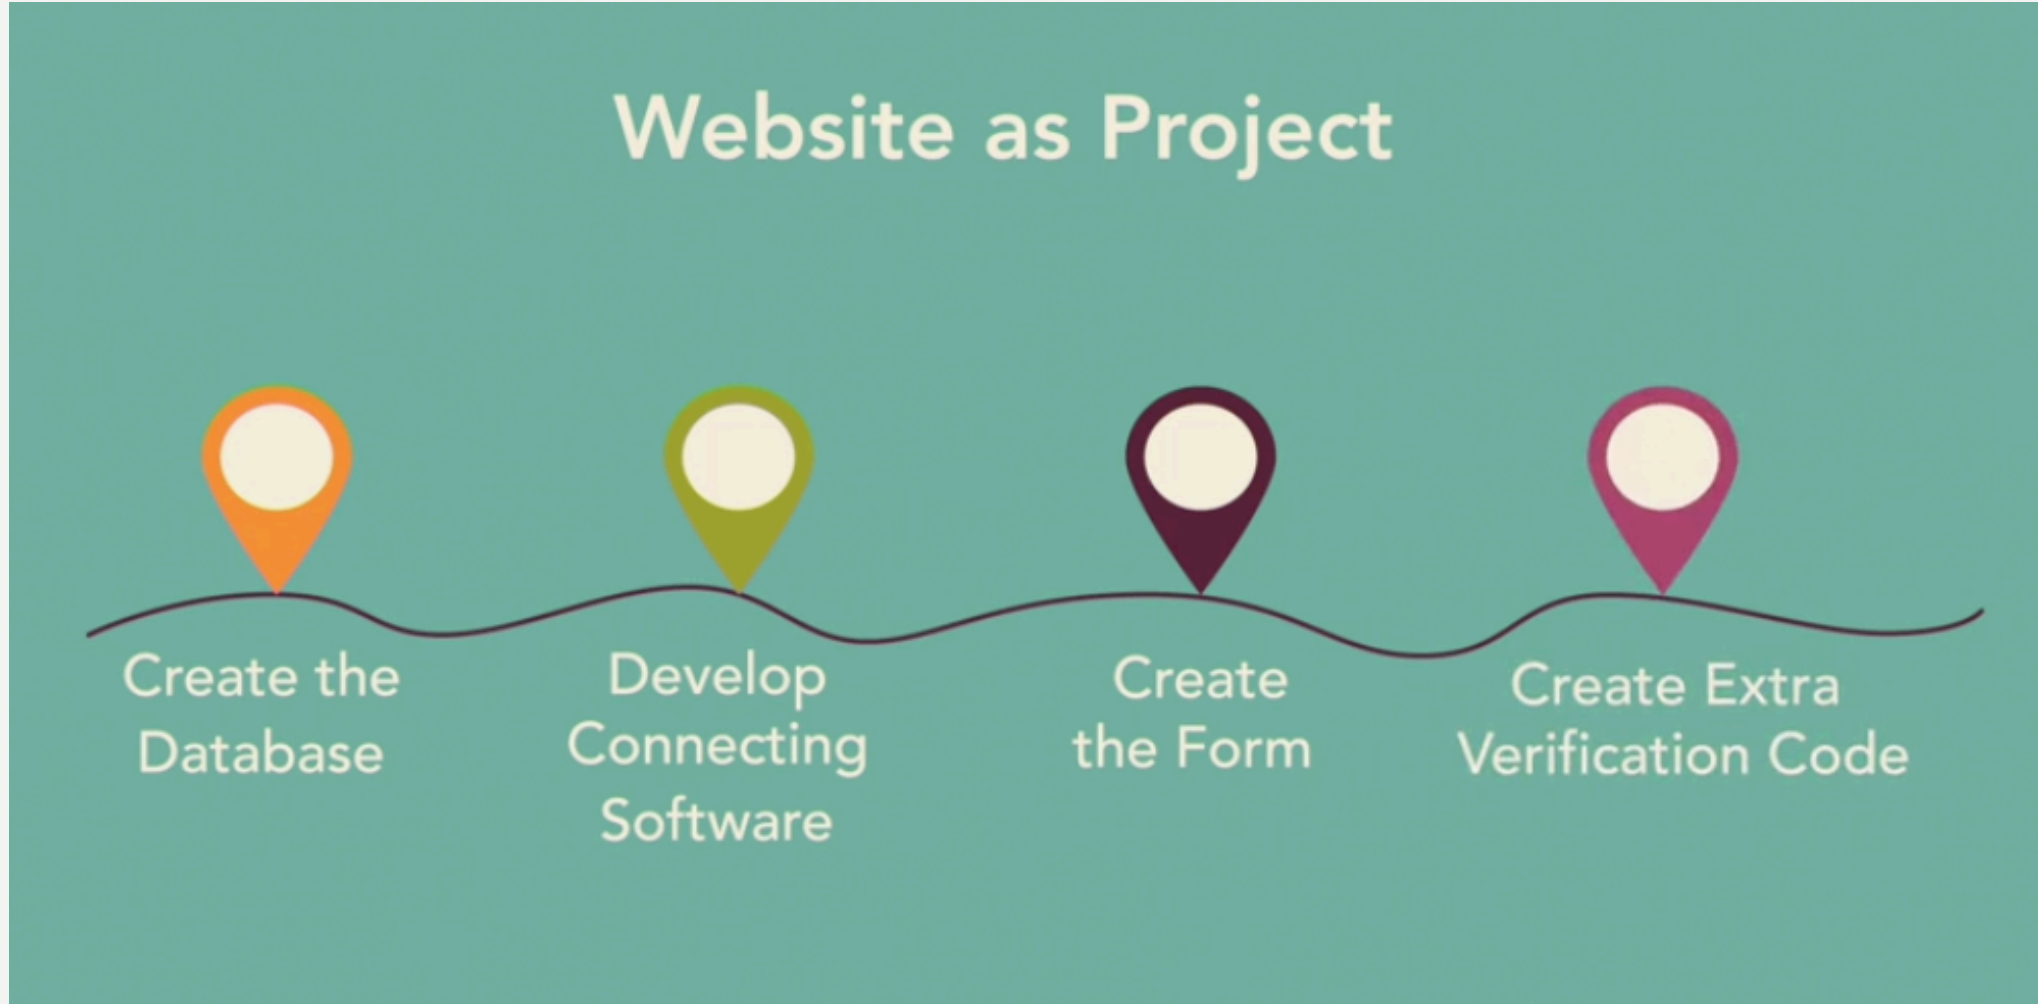 Website as Project
Create the
Database
Develop
Connecting
Software
Create
the Form
Create Extra
Verification Code